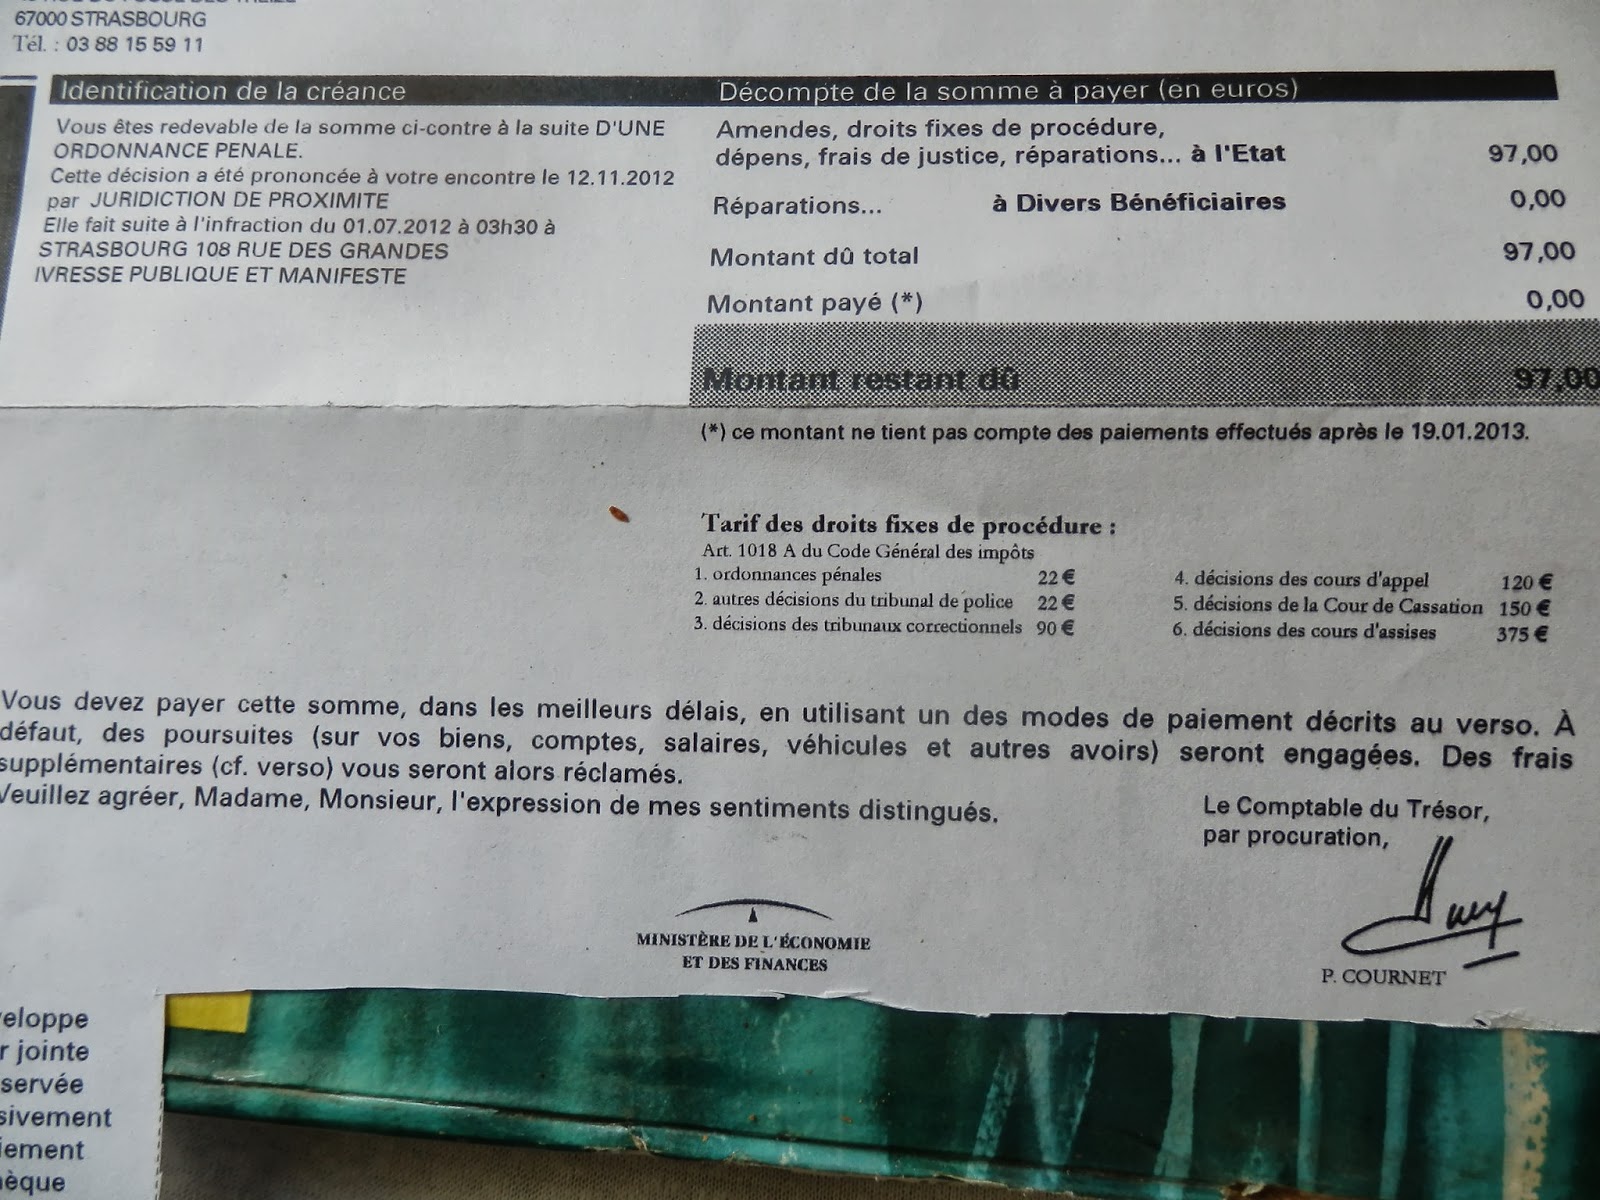 67000 STRASBOURG
Tél. : 03 88 15 59 11
Identification de la créance
Vous êtes redevable de la somme ci-contre à la suite D'UNE
ORDONNANCE PENALE.
Cette décision a été prononcée à votre encontre le 12.11.2012
par JURIDICTION DE PROXIMITE
Elle fait suite à l'infraction du 01.07.2012 à 03h30 à
STRASBOURG 108 RUE DES GRANDES
IVRESSE PUBLIQUE ET MANIFESTE
Décompte de la somme à payer (en euros)
Amendes, droits fixes de procédure,
dépens, frais de justice, réparations... à l'Etat 97,00
Réparations... à Divers Bénéficiaires 0,00
Montant dû total 97,00
Montant payé (*) 0,00
Montant restant dû 97,00
(*) ce montant ne tient pas compte des paiements effectués après le 19.01.2013.
Tarif des droits fixes de procédure :
Art. 1018 A du Code Général des impôts
1. ordonnances pénales 22 €
2. autres décisions du tribunal de police 22 €
3. décisions des tribunaux correctionnels 90 €
4. décisions des cours d'appel 120 €
5. décisions de la Cour de Cassation 150 €
6. décisions des cours d'assises 375 €
Vous devez payer cette somme, dans les meilleurs délais, en utilisant un des modes de paiement décrits au verso. À
défaut, des poursuites (sur vos biens, comptes, salaires, véhicules et autres avoirs) seront engagées. Des frais
supplémentaires (cf. verso) vous seront alors réclamés.
Veuillez agréer, Madame, Monsieur, l'expression de mes sentiments distingués.
Le Comptable du Trésor,
par procuration,
P. COURNET
MINISTÈRE DE L'ÉCONOMIE
ET DES FINANCES
veloppe
r jointe
servée
sivement
iement
hèque